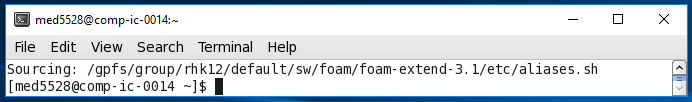 med5528@comp-ic-0014:~
File Edit View Search Terminal Help
Sourcing: /gpfs/group/rhk12/default/sw/foam/foam-extend-3.1/etc/aliases.sh
[med5528@comp-ic-0014 ~]$